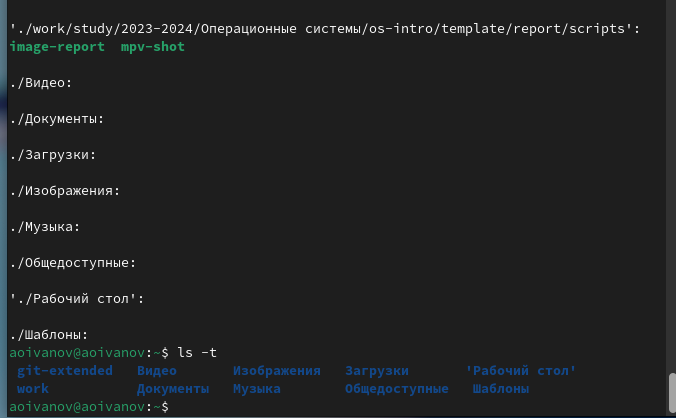 './work/study/2023-2024/Операционные системы/os-intro/template/report/scripts':
image-report  mpv-shot
./Видео:
./Документы:
./Загрузки:
./Изображения:
./Музыка:
./Общедоступные:
'./Рабочий стол':
./Шаблоны:
aoivanov@aoivanov:~$ ls -t
git-extended   Видео       Изображения   Загрузки       'Рабочий стол'
work           Документы   Музыка        Общедоступные   Шаблоны
aoivanov@aoivanov:~$